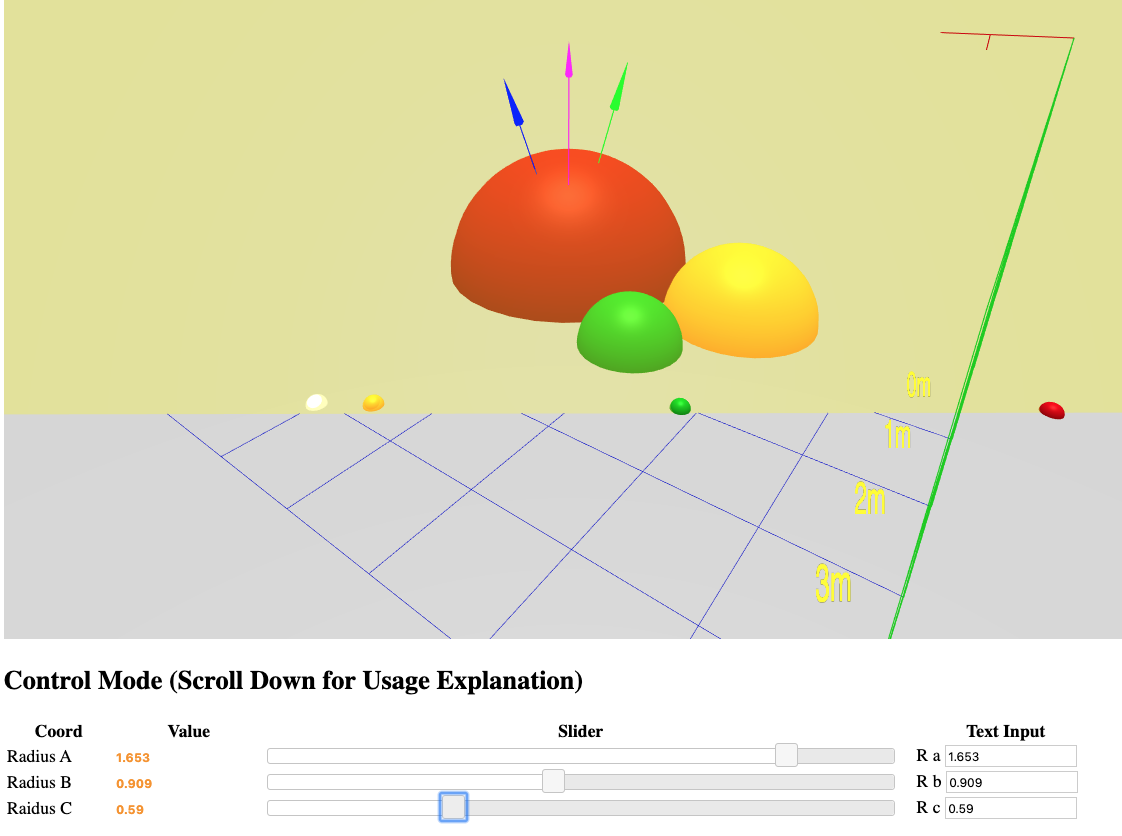 0m
1m
2m
3m
Control Mode (Scroll Down for Usage Explanation)
Coord Value Slider Text Input
Radius A 1.653 R a 1.653
Radius B 0.909 R b 0.909
Raidus C 0.59 R c 0.59